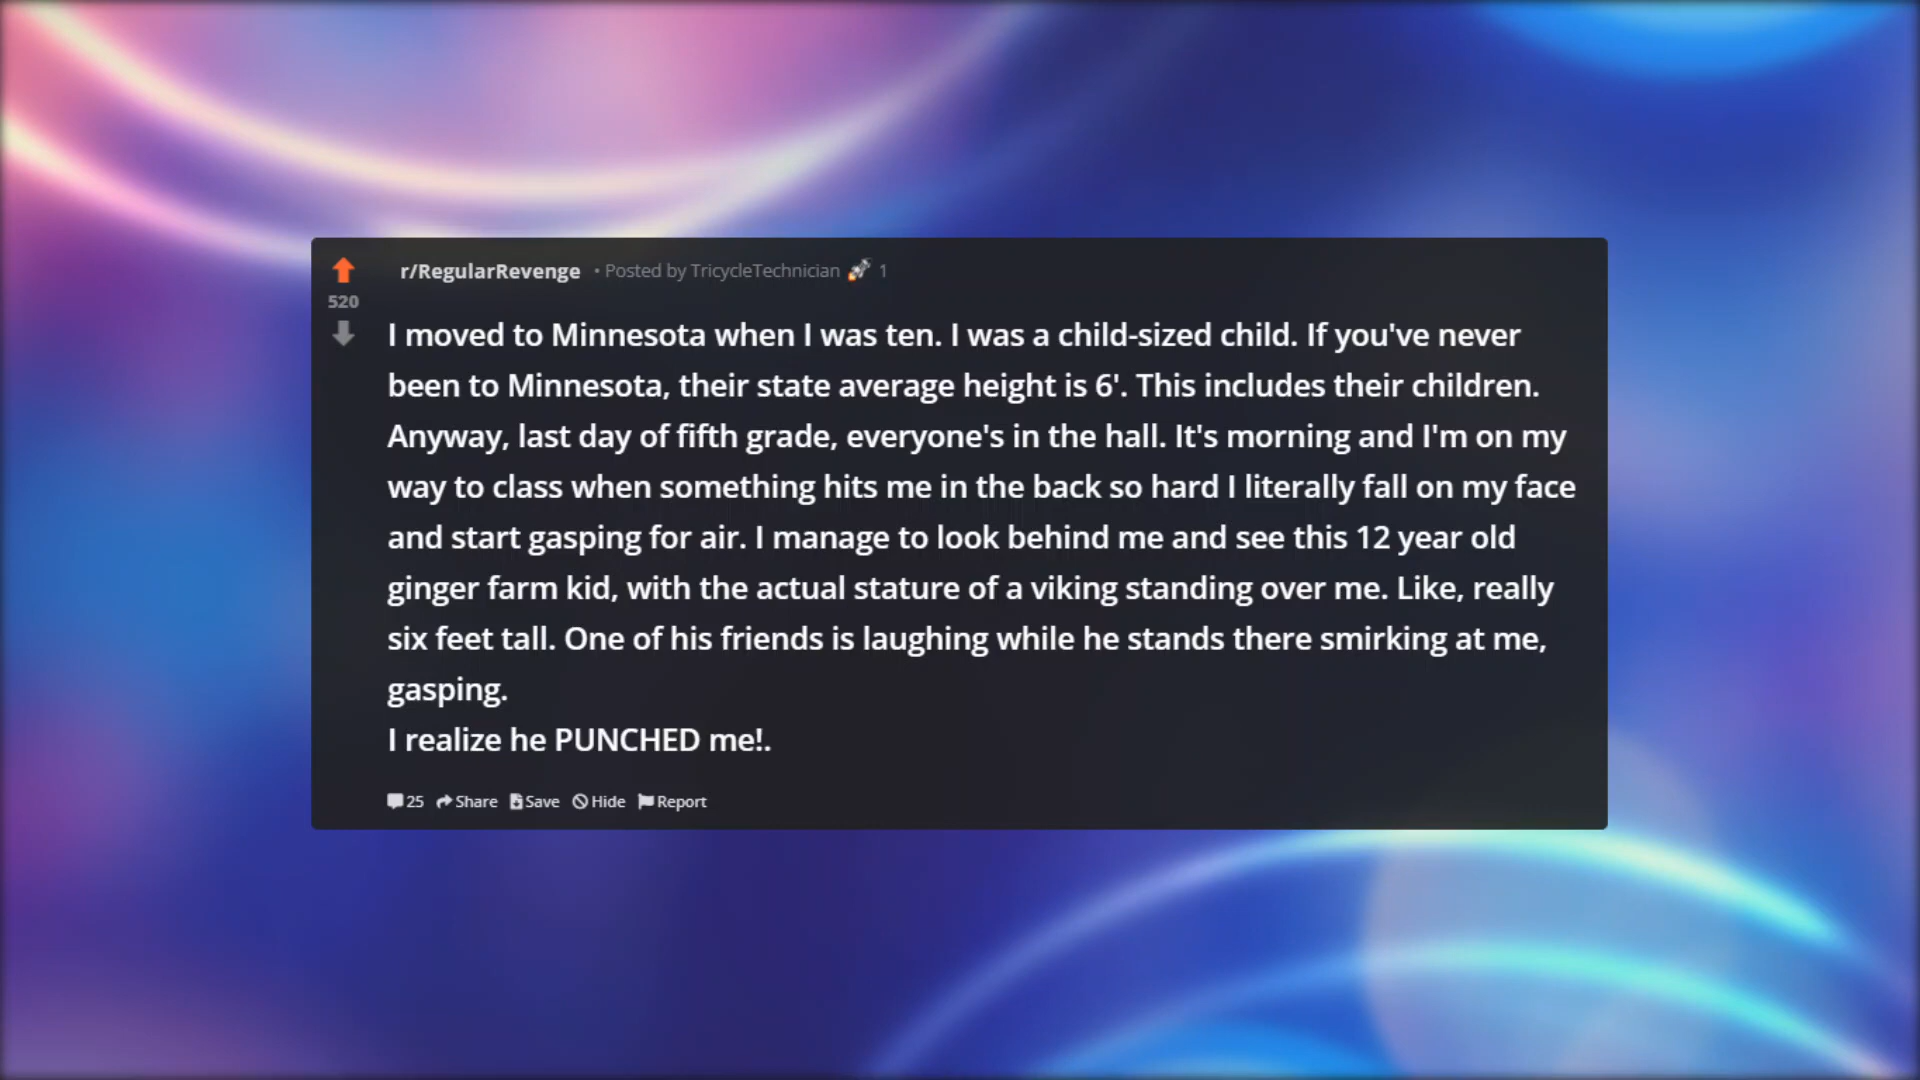 r/RegularRevenge • Posted by TricycleTechnician 🚀 1
520
I moved to Minnesota when I was ten. I was a child-sized child. If you've never
been to Minnesota, their state average height is 6'. This includes their children.
Anyway, last day of fifth grade, everyone's in the hall. It's morning and I'm on my
way to class when something hits me in the back so hard I literally fall on my face
and start gasping for air. I manage to look behind me and see this 12 year old
ginger farm kid, with the actual stature of a viking standing over me. Like, really
six feet tall. One of his friends is laughing while he stands there smirking at me,
gasping.
I realize he PUNCHED me!.
25 Share Save Hide Report